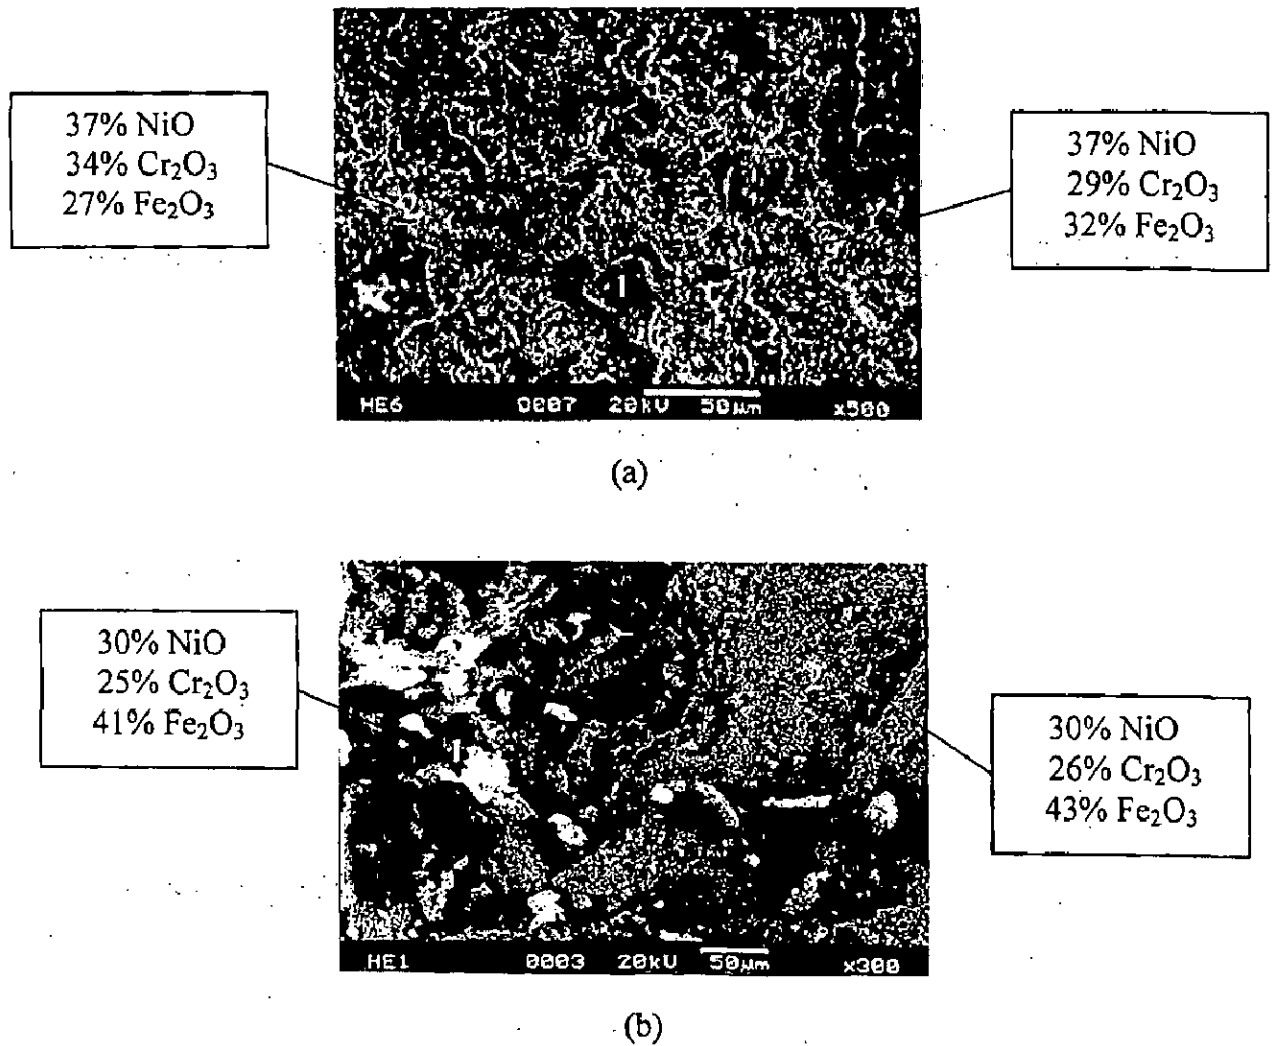 37% NiO
34% Cr₂O₃
27% Fe₂O₃
37% NiO
29% Cr₂O₃
32% Fe₂O₃
1
HE6 0007 20kU 50µm x500
(a)
30% NiO
25% Cr₂O₃
41% Fe₂O₃
1
30% NiO
26% Cr₂O₃
43% Fe₂O₃
HE1 0003 20kU 50µm x300
(b)